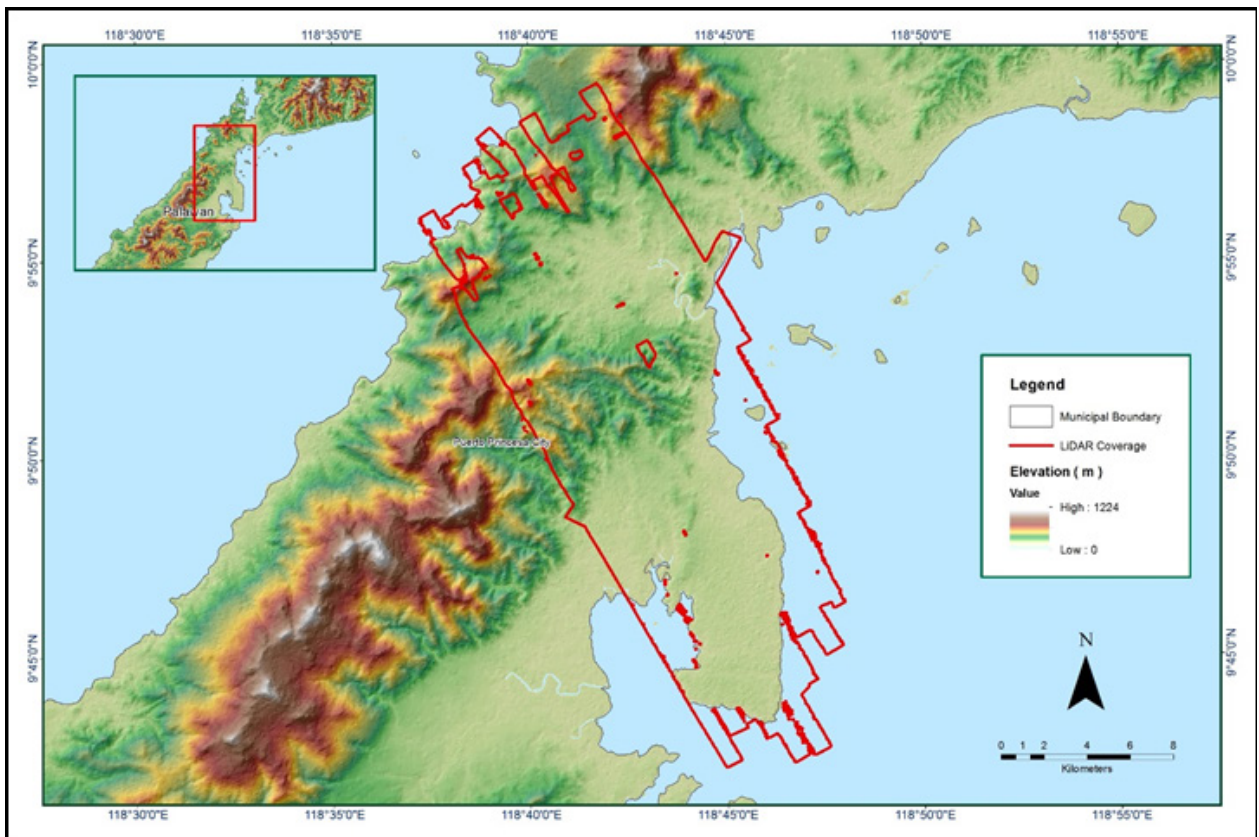 118°30'0"E 118°35'0"E 118°40'0"E 118°45'0"E 118°50'0"E 118°55'0"E
10°0'0"N 10°0'0"N
Palawan
9°55'0"N 9°55'0"N
Legend
Municipal Boundary
LiDAR Coverage
Elevation ( m )
Value
High : 1224
Low : 0
Puerto Princesa City
9°50'0"N 9°50'0"N
9°45'0"N 9°45'0"N
N
0 1 2 4 6 8
Kilometers
118°30'0"E 118°35'0"E 118°40'0"E 118°45'0"E 118°50'0"E 118°55'0"E